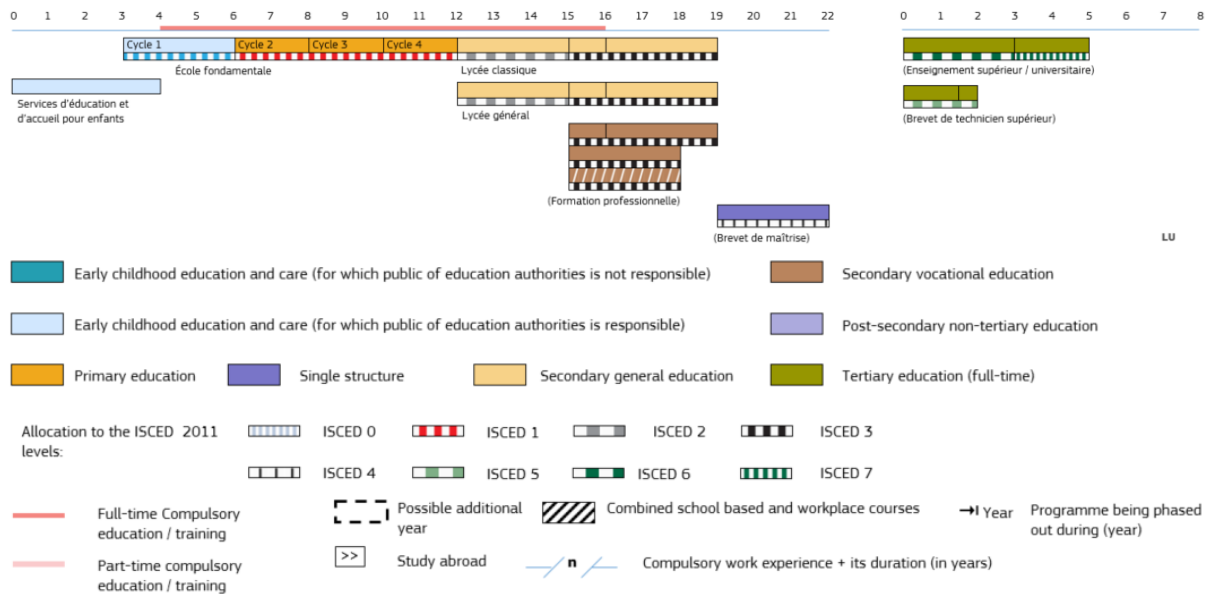 0 1 2 3 4 5 6 7 8 9 10 11 12 13 14 15 16 17 18 19 20 21 22
0 1 2 3 4 5 6 7 8
Cycle 1 Cycle 2 Cycle 3 Cycle 4
École fondamentale
Lycée classique
(Enseignement supérieur / universitaire)
Services d'éducation et
d'accueil pour enfants
Lycée général
(Brevet de technicien supérieur)
(Formation professionnelle)
(Brevet de maîtrise)
LU
Early childhood education and care (for which public of education authorities is not responsible)
Secondary vocational education
Early childhood education and care (for which public of education authorities is responsible)
Post-secondary non-tertiary education
Primary education
Single structure
Secondary general education
Tertiary education (full-time)
Allocation to the ISCED 2011
levels:
ISCED 0
ISCED 1
ISCED 2
ISCED 3
ISCED 4
ISCED 5
ISCED 6
ISCED 7
Full-time Compulsory
education / training
Possible additional
year
Combined school based and workplace courses
Year
Programme being phased
out during (year)
Part-time compulsory
education / training
>>
Study abroad
n
Compulsory work experience + its duration (in years)